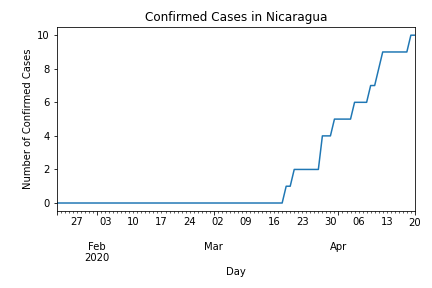 Confirmed Cases in Nicaragua
Number of Confirmed Cases
10
8
6
4
2
0
27 03 10 17 24 02 09 16 23 30 06 13 20
Feb Mar Apr
2020
Day